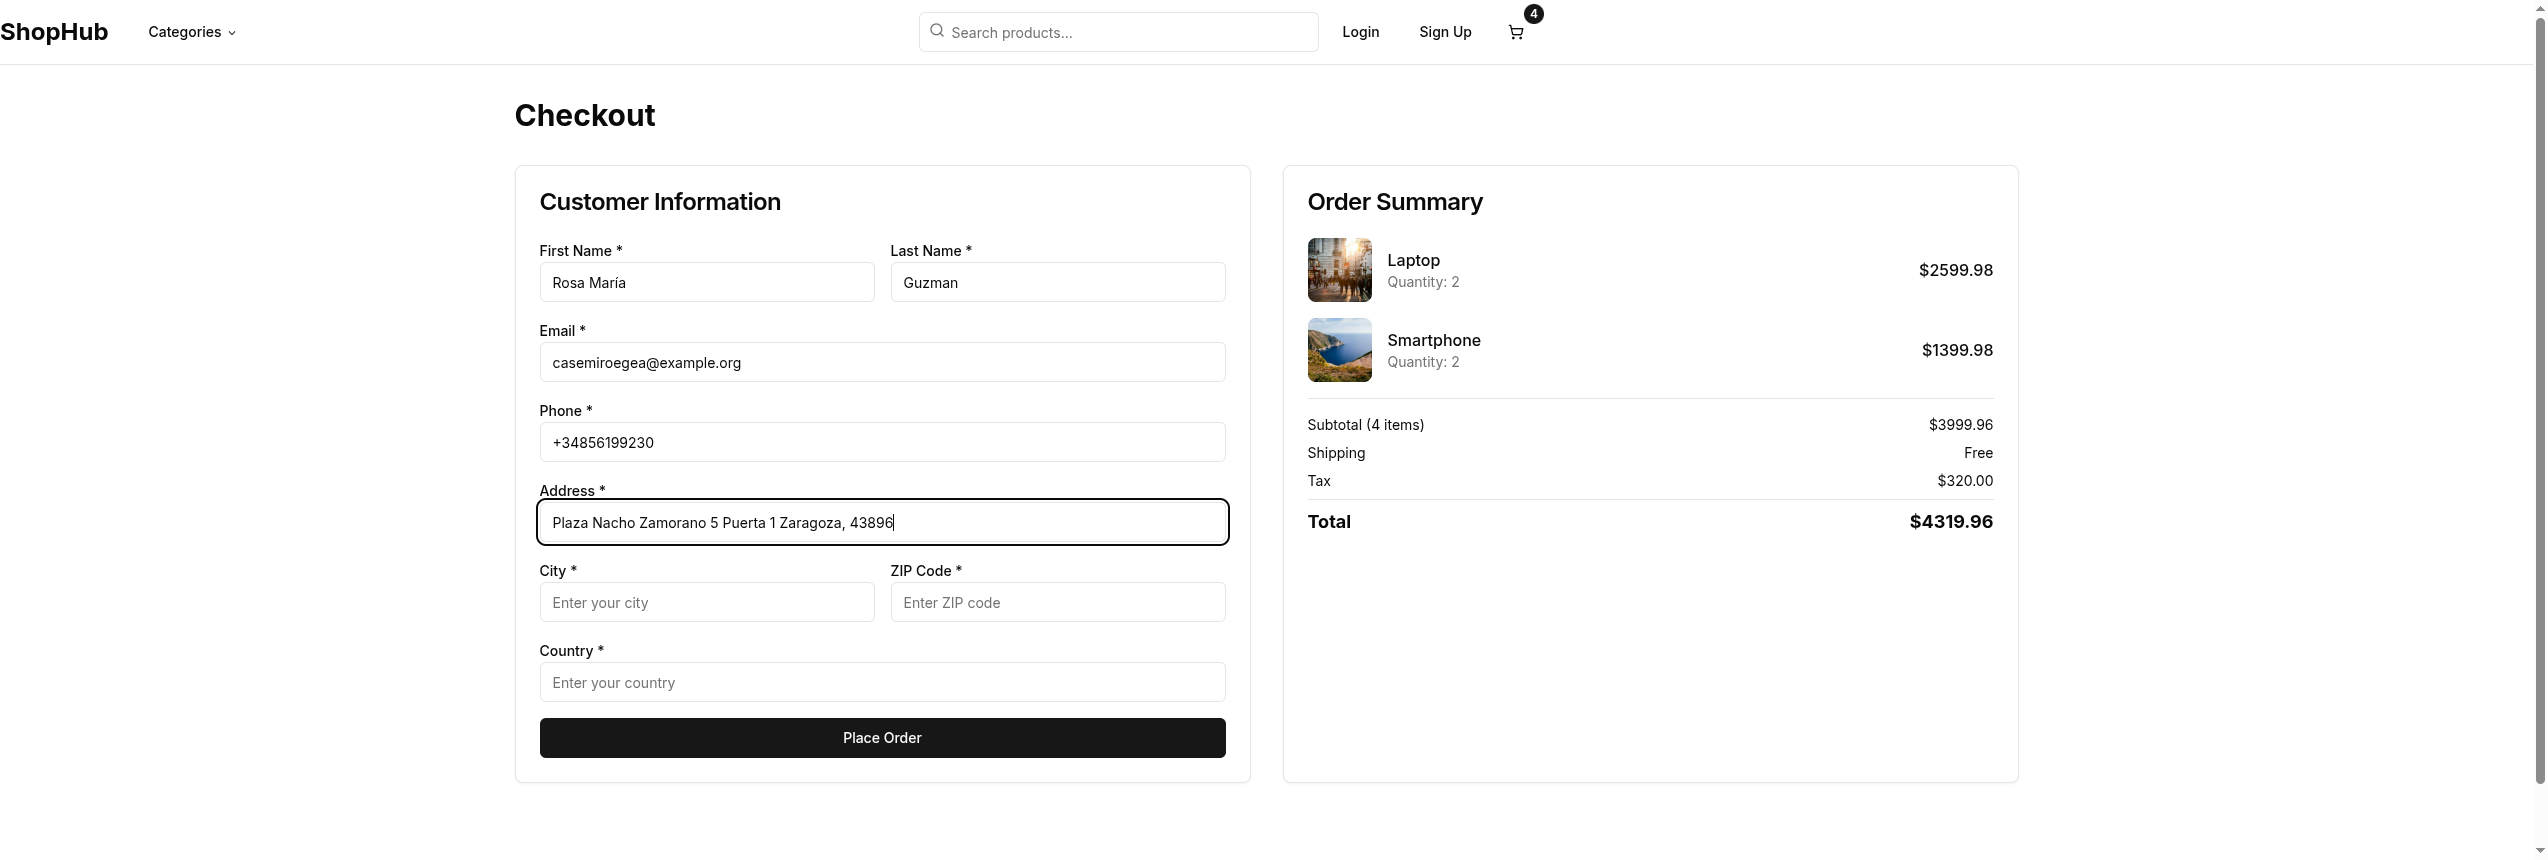 ShopHub
Categories
Search products...
Login
Sign Up
4
Checkout
Customer Information
First Name *
Last Name *
Rosa María
Guzman
Email *
casemiroegea@example.org
Phone *
+34856199230
Address *
Plaza Nacho Zamorano 5 Puerta 1 Zaragoza, 43896
City *
ZIP Code *
Enter your city
Enter ZIP code
Country *
Enter your country
Place Order
Order Summary
Laptop
Quantity: 2
$2599.98
Smartphone
Quantity: 2
$1399.98
Subtotal (4 items)
$3999.96
Shipping
Free
Tax
$320.00
Total
$4319.96